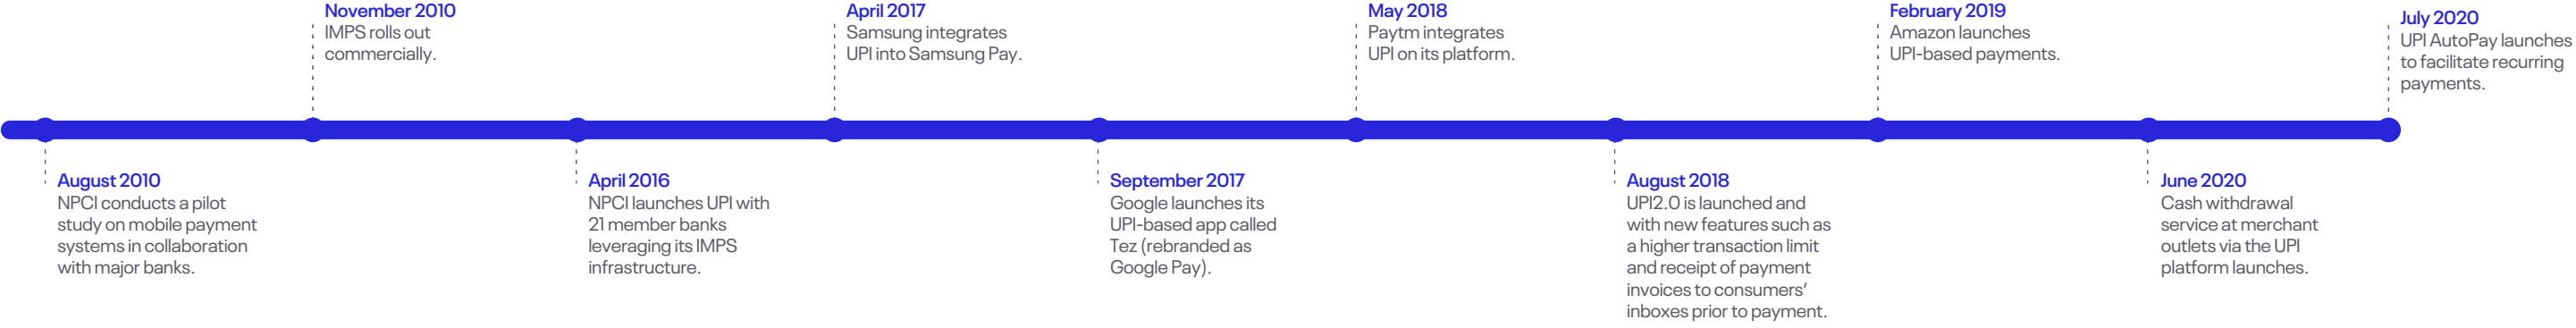 November 2010
IMPS rolls out
commercially.
April 2017
Samsung integrates
UPI into Samsung Pay.
May 2018
Paytm integrates
UPI on its platform.
February 2019
Amazon launches
UPI-based payments.
July 2020
UPI AutoPay launches
to facilitate recurring
payments.
August 2010
NPCI conducts a pilot
study on mobile payment
systems in collaboration
with major banks.
April 2016
NPCI launches UPI with
21 member banks
leveraging its IMPS
infrastructure.
September 2017
Google launches its
UPI-based app called
Tez (rebranded as
Google Pay).
August 2018
UPI2.0 is launched and
with new features such as
a higher transaction limit
and receipt of payment
invoices to consumers’
inboxes prior to payment.
June 2020
Cash withdrawal
service at merchant
outlets via the UPI
platform launches.